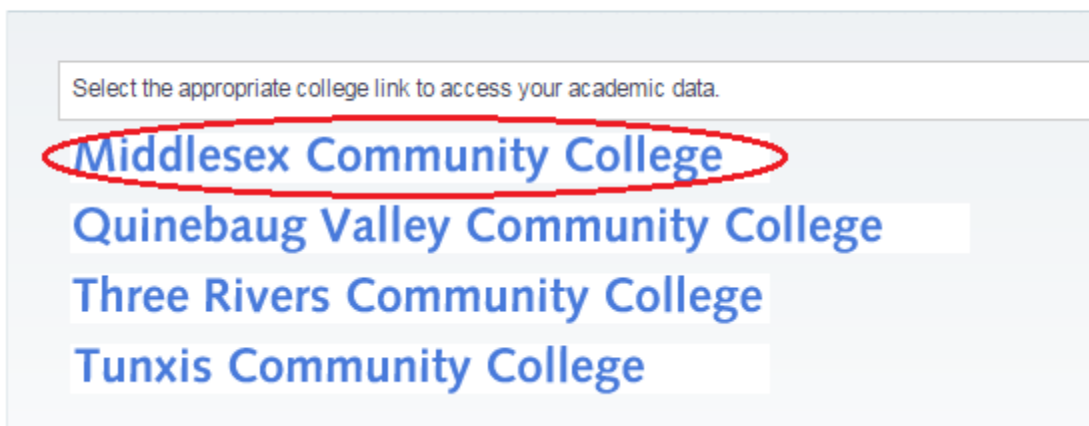 Select the appropriate college link to access your academic data.
Middlesex Community College
Quinebaug Valley Community College
Three Rivers Community College
Tunxis Community College